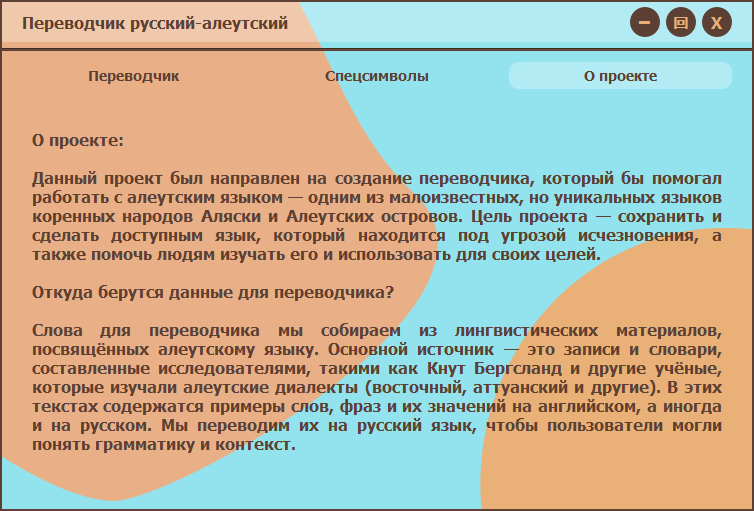 Переводчик русский-алеутский
X
Переводчик Спецсимволы О проекте
О проекте:
Данный проект был направлен на создание переводчика, который бы помогал
работать с алеутским языком — одним из малоизвестных, но уникальных языков
коренных народов Аляски и Алеутских островов. Цель проекта — сохранить и
сделать доступным язык, который находится под угрозой исчезновения, а
также помочь людям изучать его и использовать для своих целей.
Откуда берутся данные для переводчика?
Слова для переводчика мы собираем из лингвистических материалов,
посвящённых алеутскому языку. Основной источник — это записи и словари,
составленные исследователями, такими как Кнут Бергсланд и другие учёные,
которые изучали алеутские диалекты (восточный, аттуанский и другие). В этих
текстах содержатся примеры слов, фраз и их значений на английском, а иногда
и на русском. Мы переводим их на русский язык, чтобы пользователи могли
понять грамматику и контекст.